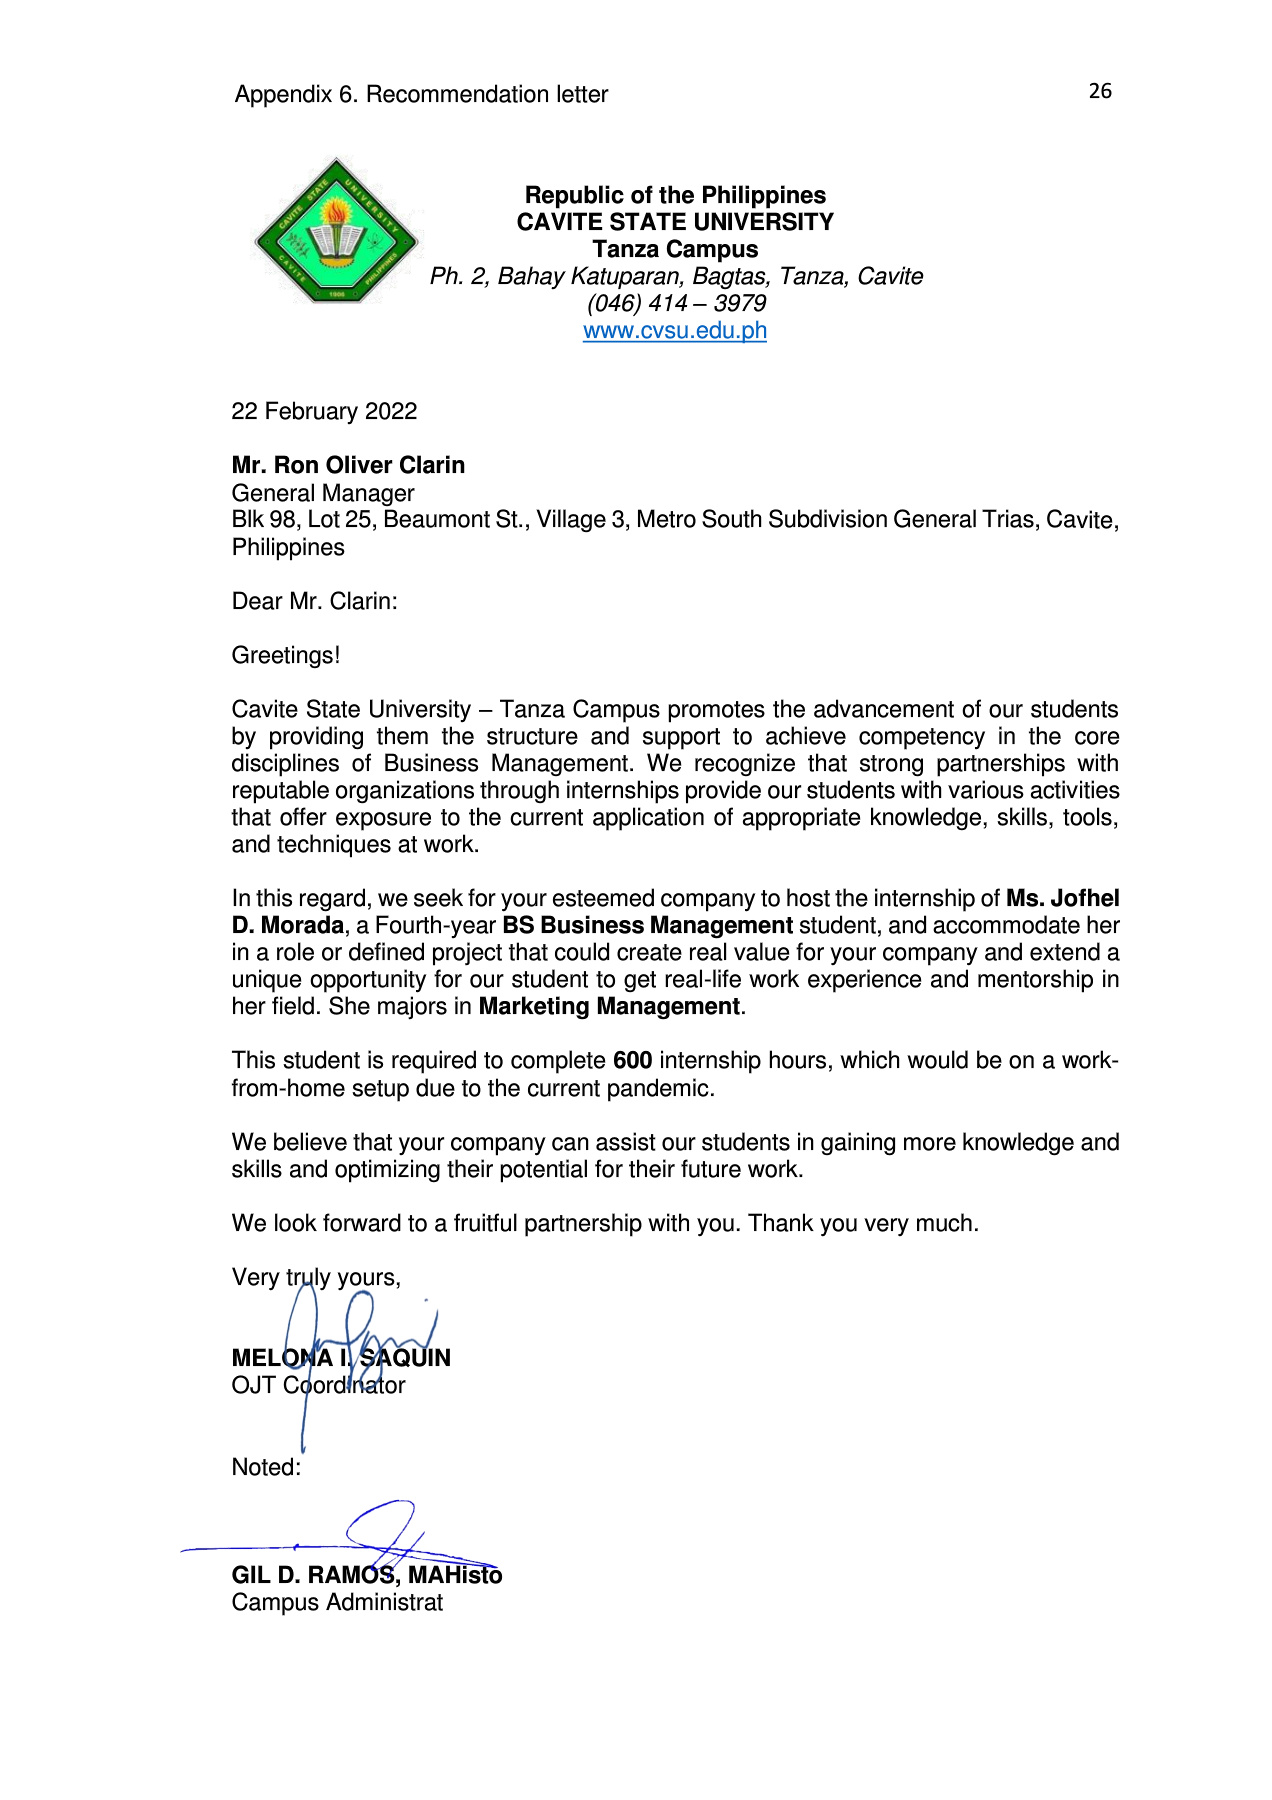 Appendix 6. Recommendation letter
26
CAVITE STATE UNIVERSITY
CAVITE
PHILIPPINES
1906
Republic of the Philippines
CAVITE STATE UNIVERSITY
Tanza Campus
Ph. 2, Bahay Katuparan, Bagtas, Tanza, Cavite
(046) 414 – 3979
www.cvsu.edu.ph
22 February 2022
Mr. Ron Oliver Clarin
General Manager
Blk 98, Lot 25, Beaumont St., Village 3, Metro South Subdivision General Trias, Cavite,
Philippines
Dear Mr. Clarin:
Greetings!
Cavite State University – Tanza Campus promotes the advancement of our students
by providing them the structure and support to achieve competency in the core
disciplines of Business Management. We recognize that strong partnerships with
reputable organizations through internships provide our students with various activities
that offer exposure to the current application of appropriate knowledge, skills, tools,
and techniques at work.
In this regard, we seek for your esteemed company to host the internship of Ms. Jofhel
D. Morada, a Fourth-year BS Business Management student, and accommodate her
in a role or defined project that could create real value for your company and extend a
unique opportunity for our student to get real-life work experience and mentorship in
her field. She majors in Marketing Management.
This student is required to complete 600 internship hours, which would be on a work-
from-home setup due to the current pandemic.
We believe that your company can assist our students in gaining more knowledge and
skills and optimizing their potential for their future work.
We look forward to a fruitful partnership with you. Thank you very much.
Very truly yours,
MELONA I. SAQUIN
OJT Coordinator
Noted:
GIL D. RAMOS, MAHisto
Campus Administrat